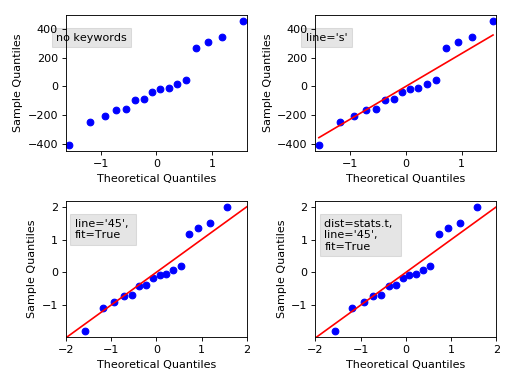 no keywords
400
200
0
−200
−400
−1
0
1
Sample Quantiles
Theoretical Quantiles
line='s'
400
200
0
−200
−400
−1
0
1
Sample Quantiles
Theoretical Quantiles
line='45',
fit=True
2
1
0
−1
−2
−1
0
1
2
Sample Quantiles
Theoretical Quantiles
dist=stats.t,
line='45',
fit=True
2
1
0
−1
−2
−1
0
1
2
Sample Quantiles
Theoretical Quantiles